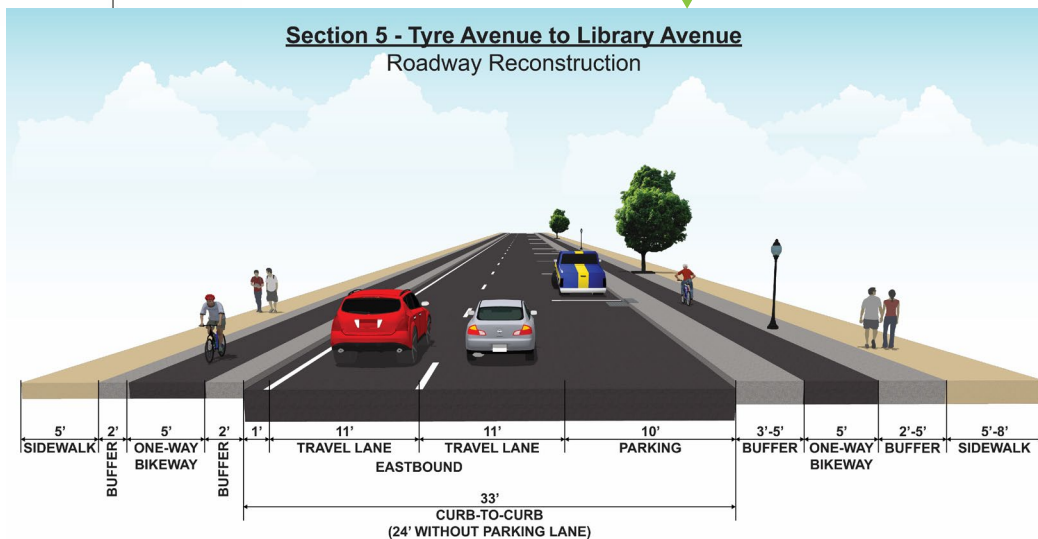 Section 5 - Tyre Avenue to Library Avenue
Roadway Reconstruction
5'
SIDEWALK
2'
BUFFER
5'
ONE-WAY
BIKEWAY
2'
BUFFER
1'
11'
TRAVEL LANE
11'
TRAVEL LANE
EASTBOUND
10'
PARKING
3'-5'
BUFFER
5'
ONE-WAY
BIKEWAY
2'-5'
BUFFER
5'-8'
SIDEWALK
33'
CURB-TO-CURB
(24' WITHOUT PARKING LANE)